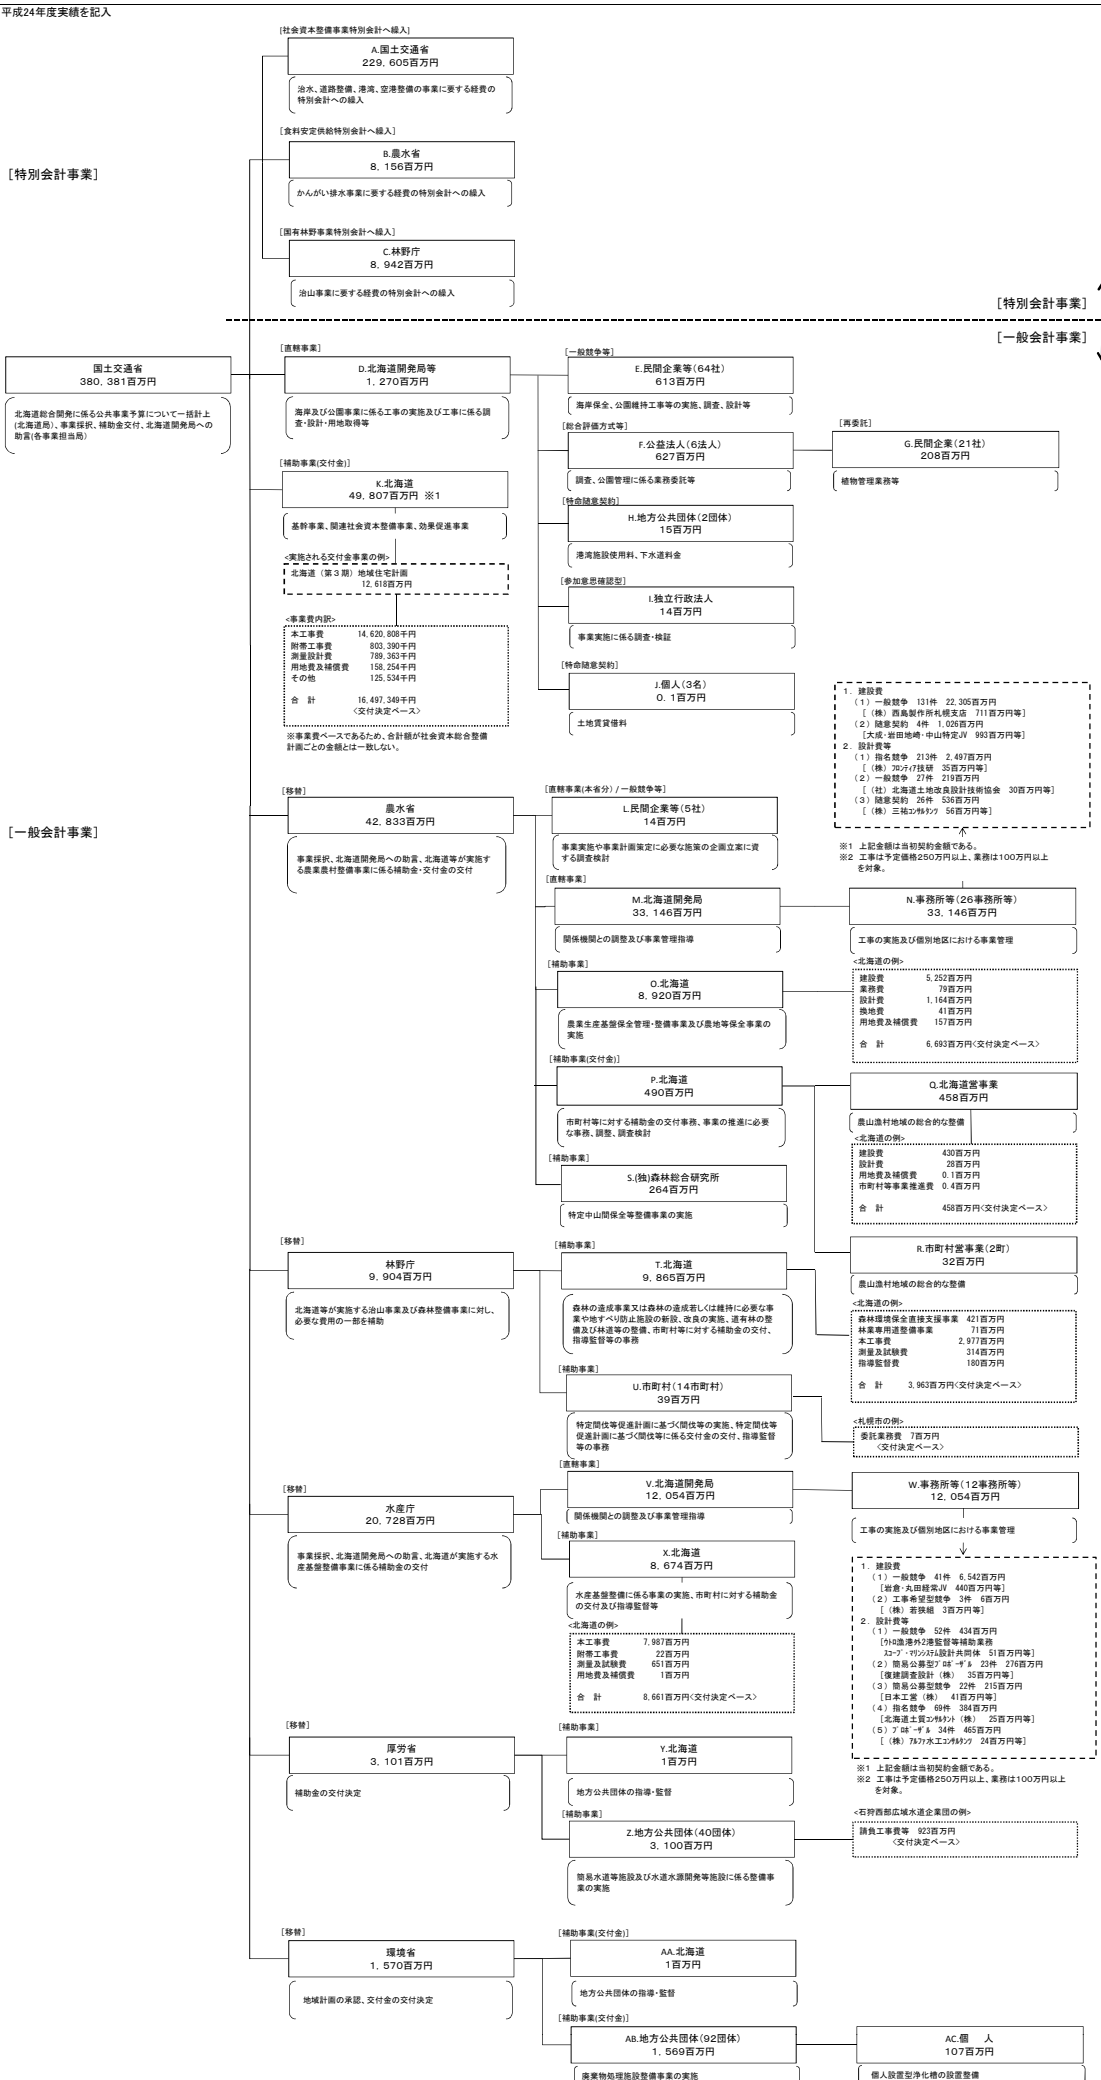 平成24年度実績を記入
[社会資本整備事業特別会計へ繰入]
A.国土交通省
229,605百万円
治水、道路整備、港湾、空港整備の事業に要する経費の
特別会計への繰入
[食料安定供給特別会計へ繰入]
B.農水省
8,156百万円
[特別会計事業]
かんがい排水事業に要する経費の特別会計への繰入
[国有林野事業特別会計へ繰入]
C.林野庁
8,942百万円
治山事業に要する経費の特別会計への繰入
[特別会計事業]
[一般会計事業]
国土交通省
380,381百万円
北海道総合開発に係る公共事業予算について一括計上
(北海道局)、事業採択、補助金交付、北海道開発局への
助言(各事業担当局)
[直轄事業]
D.北海道開発局等
1,270百万円
海岸及び公園事業に係る工事の実施及び工事に係る調
査・設計・用地取得等
[一般競争等]
E.民間企業等(64社)
613百万円
海岸保全、公園維持工事等の実施、調査、設計等
[総合評価方式等]
F.公益法人(6法人)
627百万円
調査、公園管理に係る業務委託等
[再委託]
G.民間企業(21社)
208百万円
植物管理業務等
[特命随意契約]
H.地方公共団体(2団体)
15百万円
港湾施設使用料、下水道料金
[参加意思確認型]
I.独立行政法人
14百万円
事業実施に係る調査・検証
[特命随意契約]
J.個人(3名)
0.1百万円
土地賃貸借料
[補助事業(交付金)]
K.北海道
49,807百万円 ※1
基幹事業、関連社会資本整備事業、効果促進事業
<実施される交付金事業の例>
北海道(第3期)地域住宅計画
12,618百万円
<事業費内訳>
本工事費 14,620,808千円
附帯工事費 803,390千円
測量設計費 789,363千円
用地費及補償費 158,254千円
その他 125,534千円
合 計 16,497,349千円
<交付決定ベース>
※事業費ベースであるため、合計額が社会資本総合整備
計画ごとの金額とは一致しない。
[一般会計事業]
[移替]
農水省
42,833百万円
事業採択、北海道開発局への助言、北海道等が実施す
る農業農村整備事業に係る補助金・交付金の交付
[直轄事業(本省分)/一般競争等]
L.民間企業等(5社)
14百万円
事業実施や事業計画策定に必要な施策の企画立案に資
する調査検討
[直轄事業]
M.北海道開発局
33,146百万円
関係機関との調整及び事業管理指導
1. 建設費
(1)一般競争 131件 22,305百万円
[(株)酉島製作所札幌支店 711百万円等]
(2)随意契約 4件 1,026百万円
[大成・岩田地崎・中山特定JV 993百万円等]
2. 設計費等
(1)指名競争 213件 2,497百万円
[(株)フロンティア技研 35百万円等]
(2)一般競争 27件 219百万円
[(社)北海道土地改良設計技術協会 30百万円等]
(3)随意契約 26件 536百万円
[(株)三祐コンサルタンツ 56百万円等]
※1 上記金額は当初契約金額である。
※2 工事は予定価格250万円以上、業務は100万円以上
を対象。
N.事務所等(26事務所等)
33,146百万円
工事の実施及び個別地区における事業管理
[補助事業]
O.北海道
8,920百万円
農業生産基盤保全管理・整備事業及び農地等保全事業の
実施
<北海道の例>
建設費 5,252百万円
業務費 79百万円
設計費 1,164百万円
換地費 41百万円
用地費及補償費 157百万円
合 計 6,693百万円<交付決定ベース>
[補助事業(交付金)]
P.北海道
490百万円
市町村等に対する補助金の交付事務、事業の推進に必要
な事務、調整、調査検討
Q.北海道営事業
458百万円
農山漁村地域の総合的な整備
<北海道の例>
建設費 430百万円
設計費 28百万円
用地費及補償費 0.1百万円
市町村等事業推進費 0.4百万円
合 計 458百万円<交付決定ベース>
[補助事業]
S.(独)森林総合研究所
264百万円
特定中山間保全等整備事業の実施
R.市町村営事業(2町)
32百万円
農山漁村地域の総合的な整備
[移替]
林野庁
9,904百万円
北海道等が実施する治山事業及び森林整備事業に対し、
必要な費用の一部を補助
[補助事業]
T.北海道
9,865百万円
森林の造成事業又は森林の造成若しくは維持に必要な事
業や地すべり防止施設の新設、改良の実施、道有林の整
備及び林道等の整備、市町村等に対する補助金の交付、
指導監督等の事務
<北海道の例>
森林環境保全直接支援事業 421百万円
林業専用道整備事業 71百万円
本工事費 2,977百万円
測量及試験費 314百万円
指導監督費 180百万円
合 計 3,963百万円<交付決定ベース>
[補助事業]
U.市町村(14市町村)
39百万円
特定間伐等促進計画に基づく間伐等の実施、特定間伐等
促進計画に基づく間伐等に係る交付金の交付、指導監督
等の事務
<札幌市の例>
委託業務費 7百万円
<交付決定ベース>
[移替]
水産庁
20,728百万円
事業採択、北海道開発局への助言、北海道が実施する水
産基盤整備事業に係る補助金の交付
[直轄事業]
V.北海道開発局
12,054百万円
関係機関との調整及び事業管理指導
W.事務所等(12事務所等)
12,054百万円
工事の実施及び個別地区における事業管理
[補助事業]
X.北海道
8,674百万円
水産基盤整備に係る事業の実施、市町村に対する補助金
の交付及び指導監督等
<北海道の例>
本工事費 7,987百万円
附帯工事費 22百万円
測量及試験費 651百万円
用地費及補償費 1百万円
合 計 8,661百万円<交付決定ベース>
1. 建設費
(1)一般競争 41件 6,542百万円
[岩倉・丸田経常JV 440百万円等]
(2)工事希望型競争 3件 6百万円
[(株)若狭組 3百万円等]
2. 設計費等
(1)一般競争 52件 434百万円
[ウトロ漁港外2港監督等補助業務
エコープ・マリンシステム設計共同体 51百万円等]
(2)簡易公募型プロポーザル 23件 276百万円
[復建調査設計(株) 35百万円等]
(3)簡易公募型競争 22件 215百万円
[日本工営(株) 41百万円等]
(4)指名競争 69件 384百万円
[北海道土質コンサルタント(株) 25百万円等]
(5)プロポーザル 34件 465百万円
[(株)アルファ水工コンサルタンツ 24百万円等]
※1 上記金額は当初契約金額である。
※2 工事は予定価格250万円以上、業務は100万円以上
を対象。
[移替]
厚労省
3,101百万円
補助金の交付決定
[補助事業]
Y.北海道
1百万円
地方公共団体の指導・監督
[補助事業]
Z.地方公共団体(40団体)
3,100百万円
簡易水道等施設及び水道水源開発等施設に係る整備事
業の実施
<石狩西部広域水道企業団の例>
請負工事費等 923百万円
<交付決定ベース>
[移替]
環境省
1,570百万円
地域計画の承認、交付金の交付決定
[補助事業(交付金)]
AA.北海道
1百万円
地方公共団体の指導・監督
[補助事業(交付金)]
AB.地方公共団体(92団体)
1,569百万円
廃棄物処理施設整備事業の実施
AC.個 人
107百万円
個人設置型浄化槽の設置整備